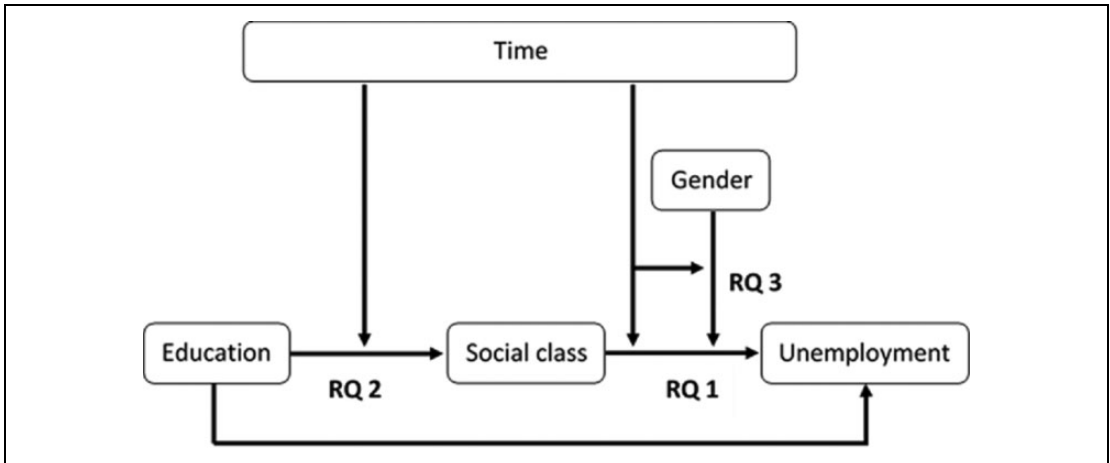 Time
Gender
RQ 3
Education
Social class
Unemployment
RQ 2
RQ 1